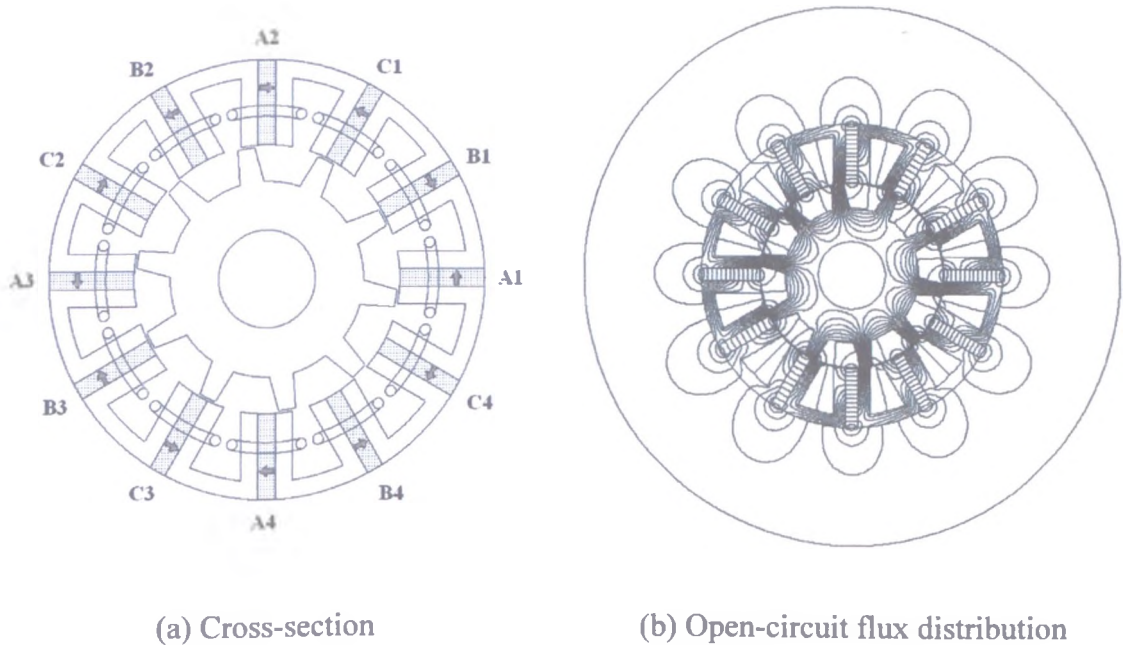 A2
B2
C1
C2
B1
A3
A1
B3
C4
C3
B4
A4
(a) Cross-section
(b) Open-circuit flux distribution